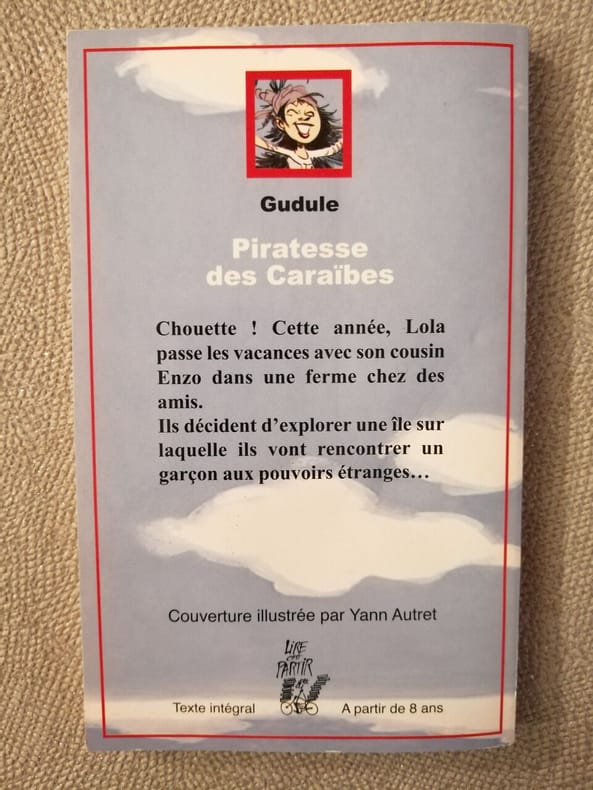 Gudule
Piratesse
des Caraïbes
Chouette ! Cette année, Lola
passe les vacances avec son cousin
Enzo dans une ferme chez des
amis.
Ils décident d'explorer une île sur
laquelle ils vont rencontrer un
garçon aux pouvoirs étranges…
Couverture illustrée par Yann Autret
LIRE
PARTIR
Texte intégral
A partir de 8 ans